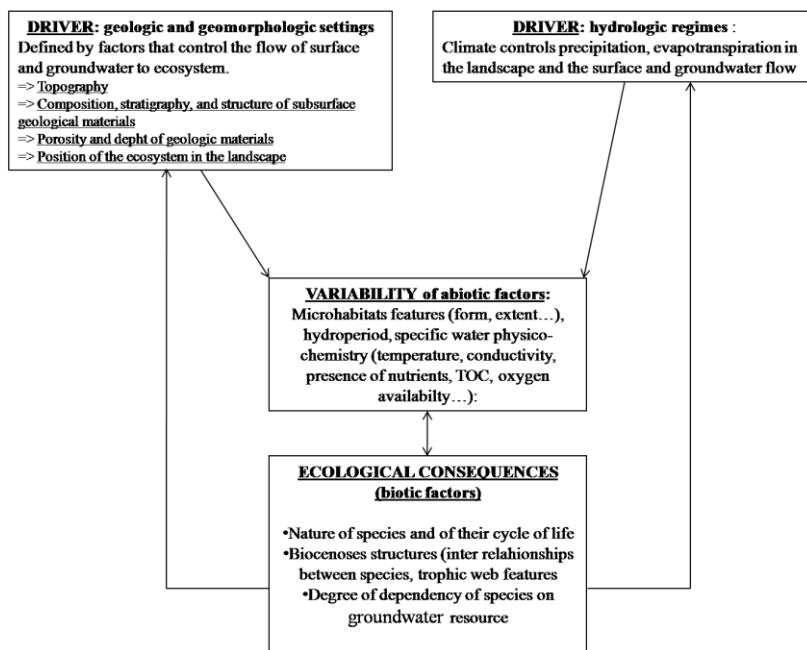 DRIVER: geologic and geomorphologic settings
Defined by factors that control the flow of surface
and groundwater to ecosystem.
=> Topography
=> Composition, stratigraphy, and structure of subsurface
geological materials
=> Porosity and depht of geologic materials
=> Position of the ecosystem in the landscape
DRIVER: hydrologic regimes :
Climate controls precipitation, evapotranspiration in
the landscape and the surface and groundwater flow
VARIABILITY of abiotic factors:
Microhabitats features (form, extent…),
hydroperiod, specific water physico-
chemistry (temperature, conductivity,
presence of nutrients, TOC, oxygen
availabilty…):
ECOLOGICAL CONSEQUENCES
(biotic factors)
•Nature of species and of their cycle of life
•Biocenoses structures (inter relahionships
between species, trophic web features
•Degree of dependency of species on
groundwater resource